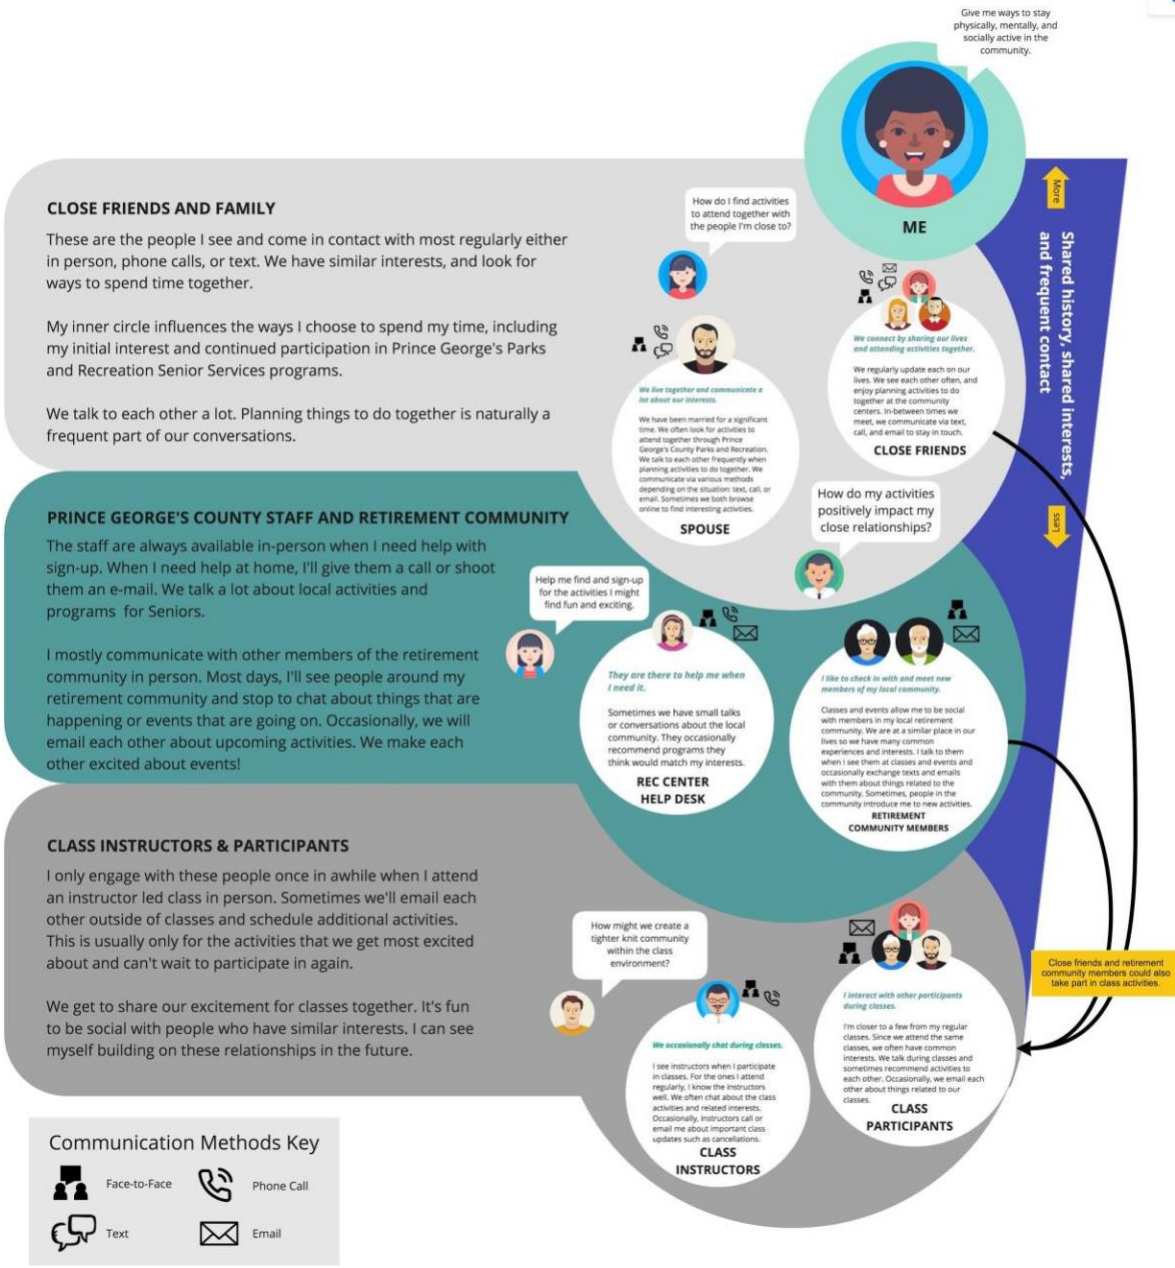 Give me ways to stay
physically, mentally, and
socially active in the
community.
ME
CLOSE FRIENDS AND FAMILY
These are the people I see and come in contact with most regularly either
in person, phone calls, or text. We have similar interests, and look for
ways to spend time together.
My inner circle influences the ways I choose to spend my time, including
my initial interest and continued participation in Prince George's Parks
and Recreation Senior Services programs.
We talk to each other a lot. Planning things to do together is naturally a
frequent part of our conversations.
How do I find activities
to attend together with
the people I'm close to?
We live together and communicate a
lot about our interests.
We have been married for a significant
time. We often look for activities to
attend together through Prince
George's County Parks and Recreation.
We talk to each other frequently when
planning activities to do together. We
communicate via various methods
depending on the situation: text, call, or
email. Sometimes we both browse
online to find interesting activities.
SPOUSE
We connect by sharing our lives
and attending activities together.
We regularly update each on our
lives. We see each other often, and
enjoy planning activities to do
together at the community
centers. In-between times we
meet, we communicate via text,
call, and email to stay in touch.
CLOSE FRIENDS
How do my activities
positively impact my
close relationships?
More
Shared history, shared interests,
and frequent contact
Less
PRINCE GEORGE'S COUNTY STAFF AND RETIREMENT COMMUNITY
The staff are always available in-person when I need help with
sign-up. When I need help at home, I'll give them a call or shoot
them an e-mail. We talk a lot about local activities and
programs for Seniors.
I mostly communicate with other members of the retirement
community in person. Most days, I'll see people around my
retirement community and stop to chat about things that are
happening or events that are going on. Occasionally, we will
email each other about upcoming activities. We make each
other excited about events!
Help me find and sign-up
for the activities I might
find fun and exciting.
They are there to help me when
I need it.
Sometimes we have small talks
or conversations about the local
community. They occasionally
recommend programs they
think would match my interests.
REC CENTER
HELP DESK
I like to check in with and meet new
members of my local community.
Classes and events allow me to be social
with members in my local retirement
community. We are at a similar place in our
lives so we have many common
experiences and interests. I talk to them
when I see them at classes and events and
occasionally exchange texts and emails
with them about things related to the
community. Sometimes, people in the
community introduce me to new activities.
RETIREMENT
COMMUNITY MEMBERS
CLASS INSTRUCTORS & PARTICIPANTS
I only engage with these people once in awhile when I attend
an instructor led class in person. Sometimes we'll email each
other outside of classes and schedule additional activities.
This is usually only for the activities that we get most excited
about and can't wait to participate in again.
We get to share our excitement for classes together. It's fun
to be social with people who have similar interests. I can see
myself building on these relationships in the future.
How might we create a
tighter knit community
within the class
environment?
We occasionally chat during classes.
I see instructors when I participate
in classes. For the ones I attend
regularly, I know the instructors
well. We often chat about the class
activities and related interests.
Occasionally, instructors call or
email me about important class
updates such as cancellations.
CLASS
INSTRUCTORS
I interact with other participants
during classes.
I'm closer to a few from my regular
classes. Since we attend the same
classes, we often have common
interests. We talk during classes and
sometimes recommend activities to
each other. Occasionally, we email each
other about things related to our
classes.
CLASS
PARTICIPANTS
Close friends and retirement
community members could also
take part in class activities.
Communication Methods Key
Face-to-Face
Phone Call
Text
Email